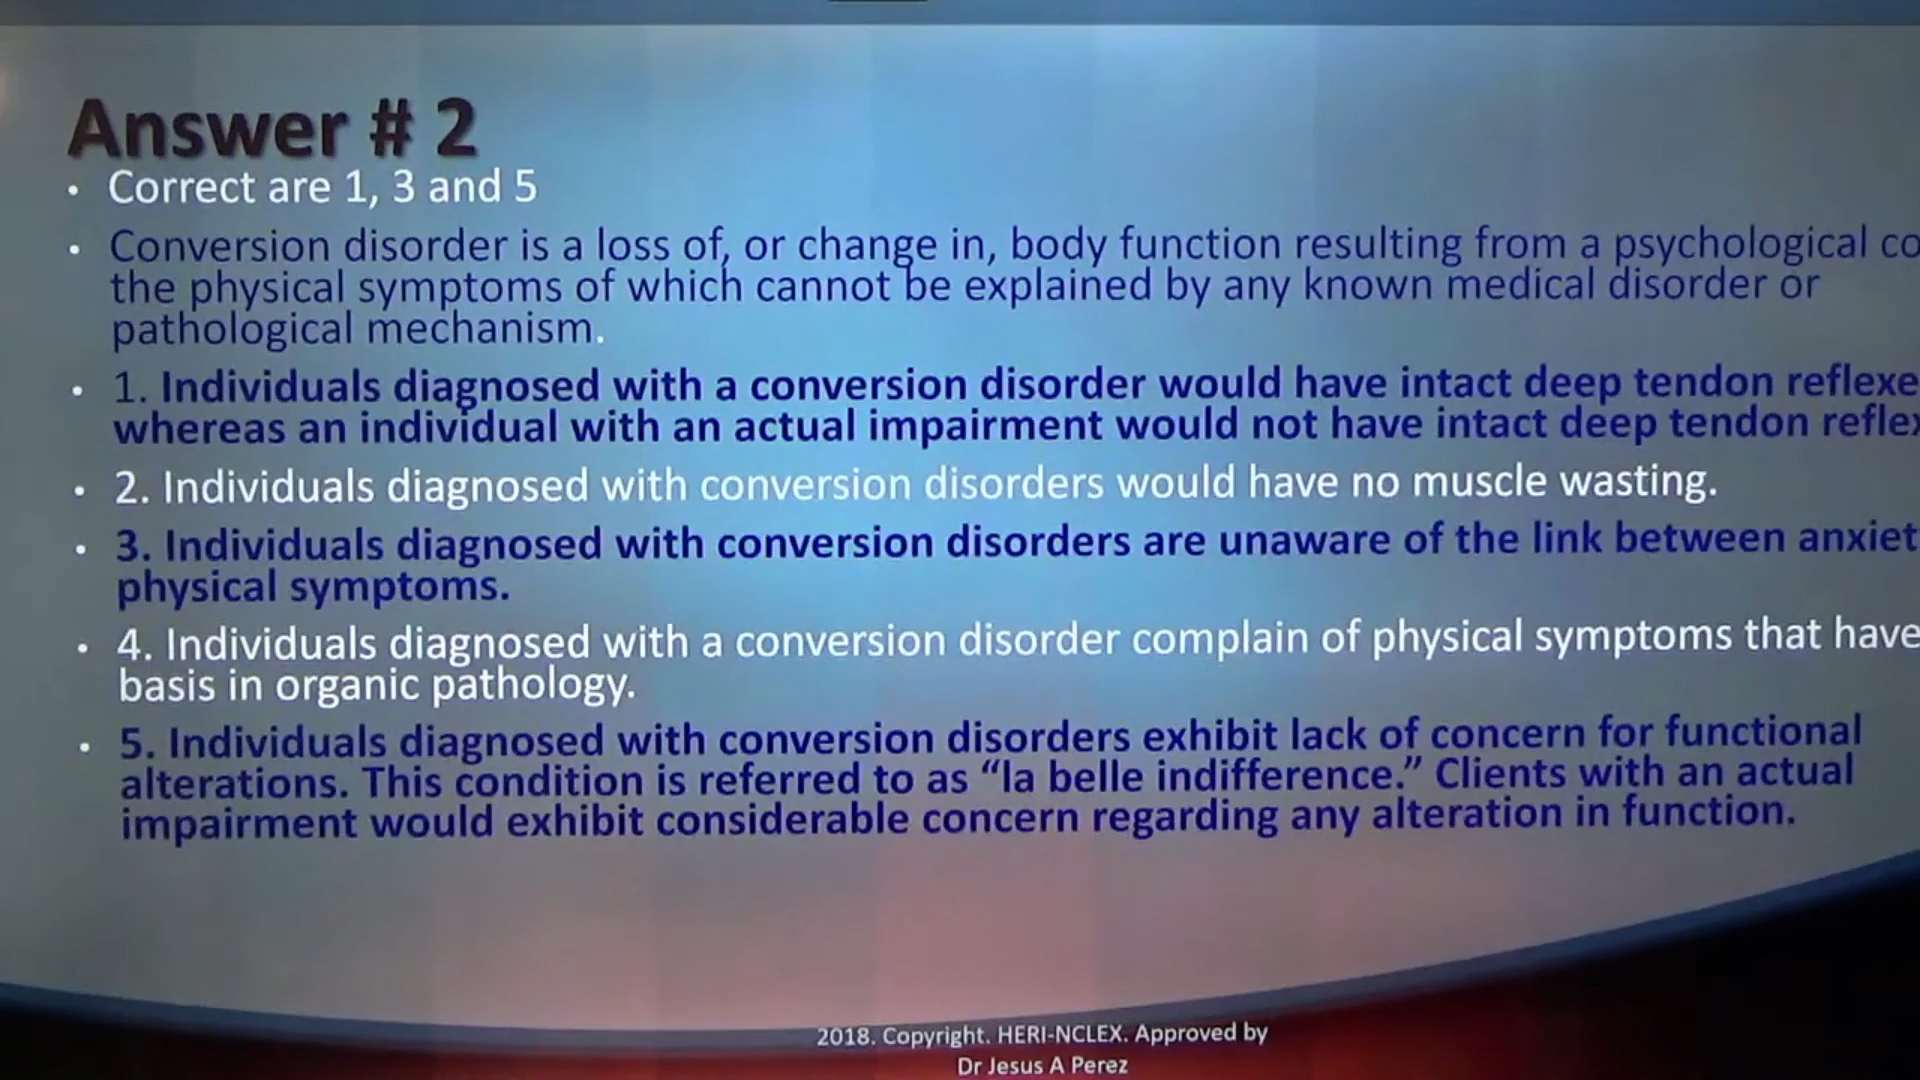 Answer # 2
• Correct are 1, 3 and 5
• Conversion disorder is a loss of, or change in, body function resulting from a psychological
the physical symptoms of which cannot be explained by any known medical disorder or
pathological mechanism.
• 1. Individuals diagnosed with a conversion disorder would have intact deep tendon
whereas an individual with an actual impairment would not have intact deep tendon
• 2. Individuals diagnosed with conversion disorders would have no muscle wasting.
• 3. Individuals diagnosed with conversion disorders are unaware of the link between
physical symptoms.
• 4. Individuals diagnosed with a conversion disorder complain of physical symptoms that have
basis in organic pathology.
• 5. Individuals diagnosed with conversion disorders exhibit lack of concern for functional
alterations. This condition is referred to as “la belle indifference.” Clients with an actual
impairment would exhibit considerable concern regarding any alteration in function.
2018. Copyright. HERI-NCLEX. Approved by
Dr Jesus A Perez